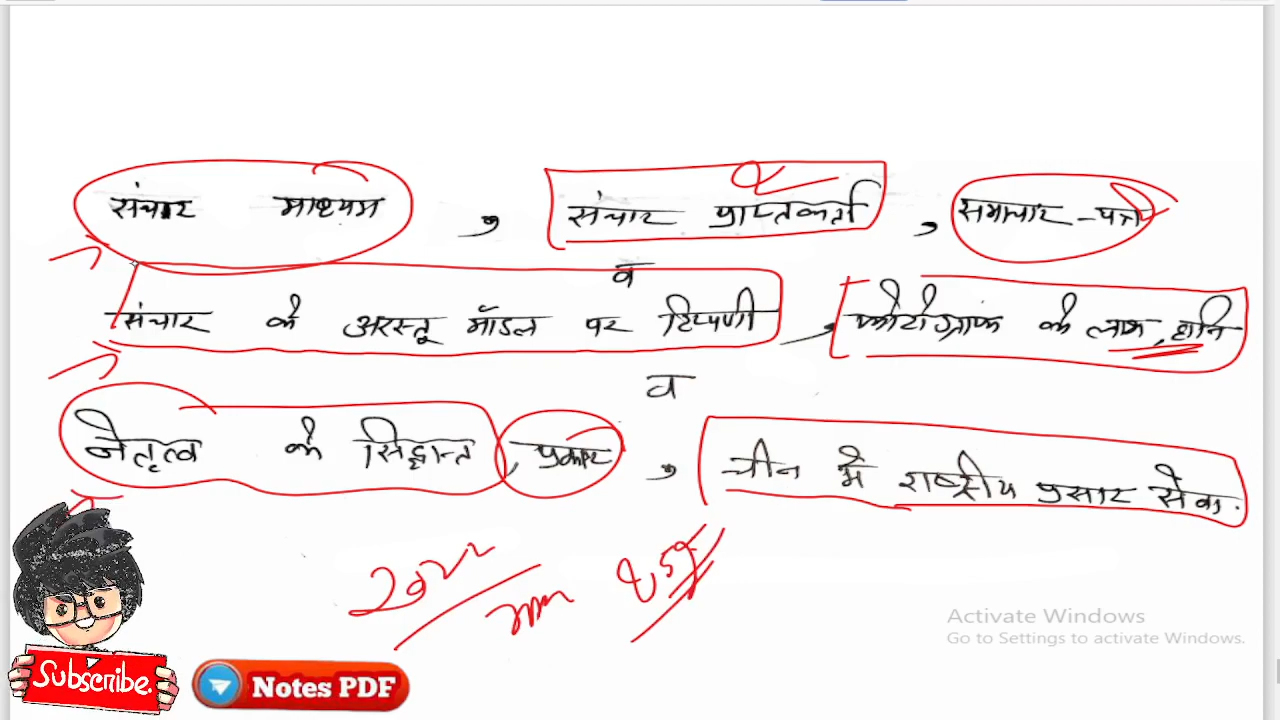 संचार माध्यम , संचार प्राप्तकर्ता , समाचार-पत्र
व
संचार के अरस्तू मॉडल पर टिप्पणी , फोटोग्राफ के लाभ, हानि
व
नेतृत्व के सिद्धान्त , प्रकार , चीन में राष्ट्रीय प्रसार सेवा.
2022
Activate Windows
Go to Settings to activate Windows.
Subscribe.
Notes PDF